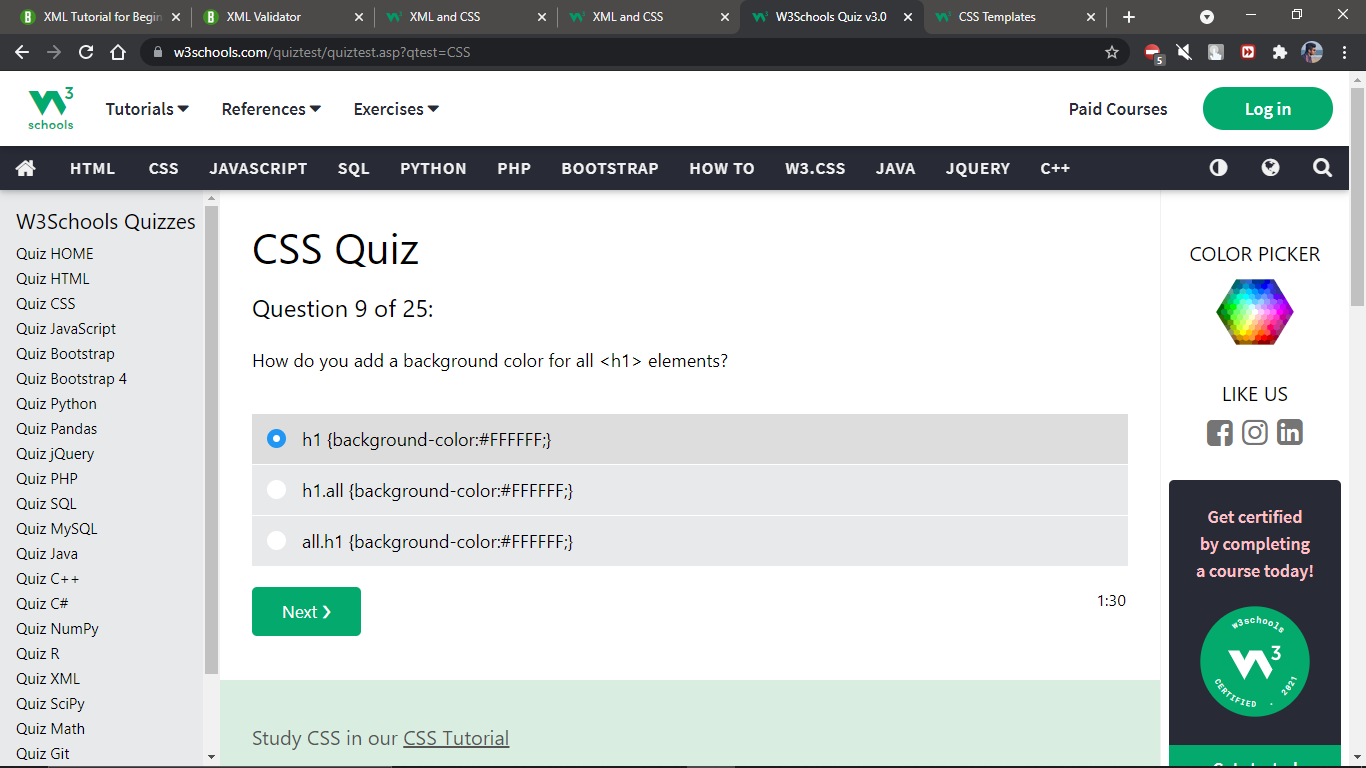 XML Tutorial for Begin
XML Validator
XML and CSS
XML and CSS
W3Schools Quiz v3.0
CSS Templates
w3schools.com/quiztest/quiztest.asp?qtest=CSS
5
3
schools
Tutorials
References
Exercises
Paid Courses
Log in
HTML
CSS
JAVASCRIPT
SQL
PYTHON
PHP
BOOTSTRAP
HOW TO
W3.CSS
JAVA
JQUERY
C++
W3Schools Quizzes
Quiz HOME
Quiz HTML
Quiz CSS
Quiz JavaScript
Quiz Bootstrap
Quiz Bootstrap 4
Quiz Python
Quiz Pandas
Quiz jQuery
Quiz PHP
Quiz SQL
Quiz MySQL
Quiz Java
Quiz C++
Quiz C#
Quiz NumPy
Quiz R
Quiz XML
Quiz SciPy
Quiz Math
Quiz Git
CSS Quiz
Question 9 of 25:
How do you add a background color for all <h1> elements?
h1 {background-color:#FFFFFF;}
h1.all {background-color:#FFFFFF;}
all.h1 {background-color:#FFFFFF;}
Next ❯
1:30
Study CSS in our CSS Tutorial
COLOR PICKER
LIKE US
Get certified
by completing
a course today!
w3schools
3
CERTIFIED . 2021